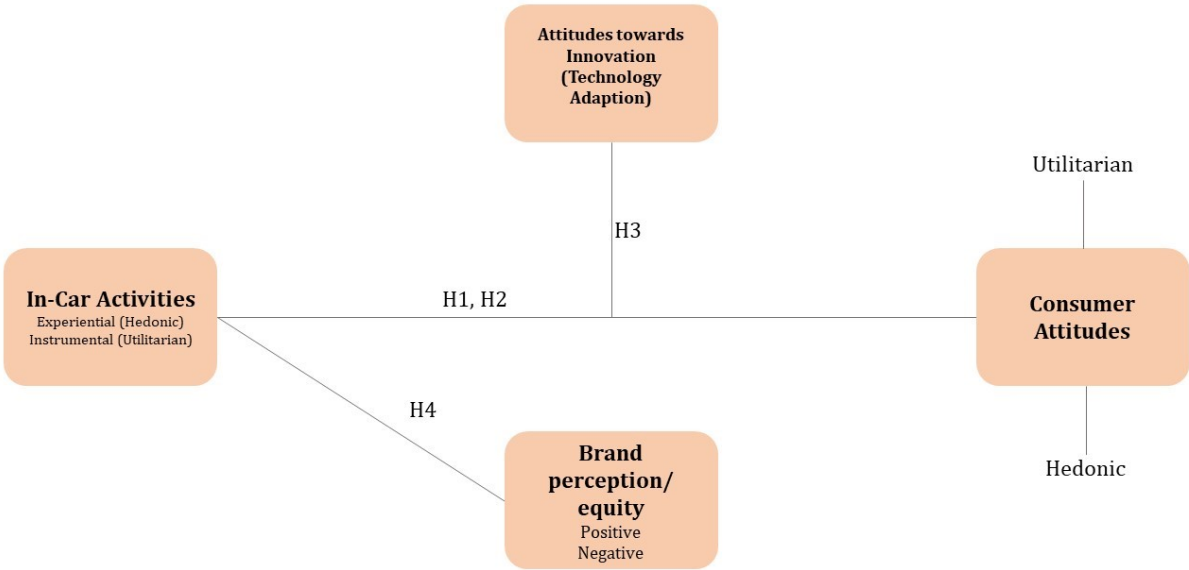 Attitudes towards
Innovation
(Technology
Adaption)
Utilitarian
H3
In-Car Activities
Experiential (Hedonic)
Instrumental (Utilitarian)
H1, H2
Consumer
Attitudes
H4
Brand
perception/
equity
Positive
Negative
Hedonic